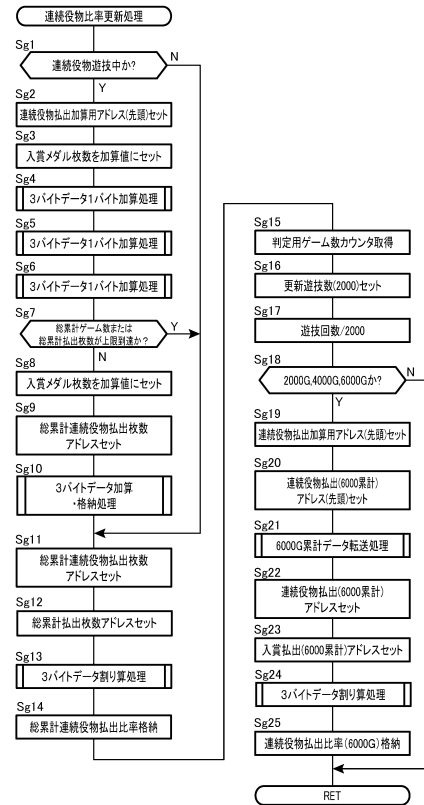 連続役物比率更新処理
Sg1
連続役物遊技中か?
N
Y
Sg2
連続役物払出加算用アドレス(先頭)セット
Sg3
入賞メダル枚数を加算値にセット
Sg4
3バイトデータ1バイト加算処理
Sg5
3バイトデータ1バイト加算処理
Sg6
3バイトデータ1バイト加算処理
Sg7
総累計ゲーム数または
総累計払出枚数が上限到達か?
Y
N
Sg8
入賞メダル枚数を加算値にセット
Sg9
総累計連続役物払出枚数
アドレスセット
Sg10
3バイトデータ加算
・格納処理
Sg11
総累計連続役物払出枚数
アドレスセット
Sg12
総累計払出枚数アドレスセット
Sg13
3バイトデータ割り算処理
Sg14
総累計連続役物払出比率格納
Sg15
判定用ゲーム数カウンタ取得
Sg16
更新遊技数(2000)セット
Sg17
遊技回数/2000
Sg18
2000G,4000G,6000Gか?
N
Y
Sg19
連続役物払出加算用アドレス(先頭)セット
Sg20
連続役物払出(6000累計)
アドレス(先頭)セット
Sg21
6000G累計データ転送処理
Sg22
連続役物払出(6000累計)
アドレスセット
Sg23
入賞払出(6000累計)アドレスセット
Sg24
3バイトデータ割り算処理
Sg25
連続役物払出比率(6000G)格納
RET